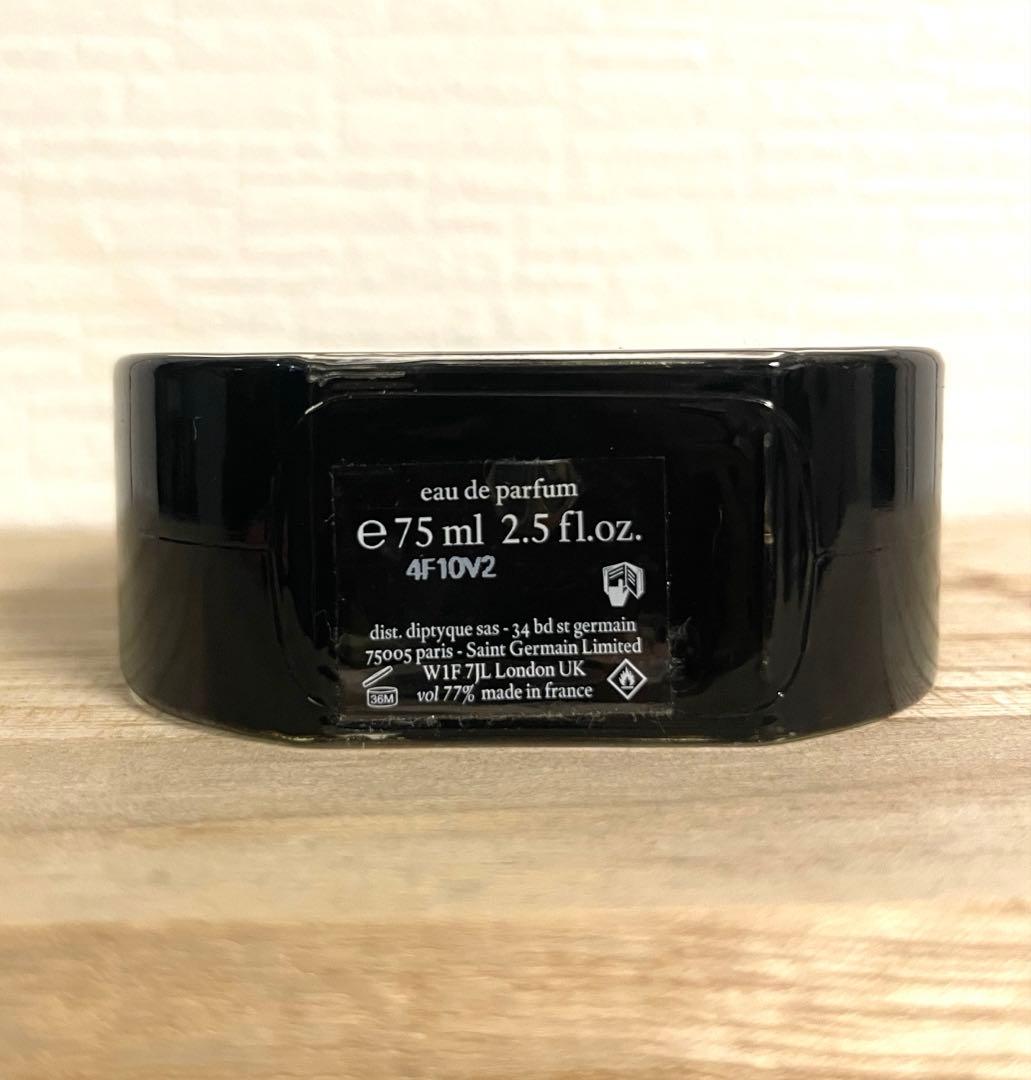 eau de parfum
℮ 75 ml 2.5 fl.oz.
4F10V2
dist. diptyque sas - 34 bd st germain
75005 paris - Saint Germain Limited
W1F 7JL London UK
36M vol 77% made in france